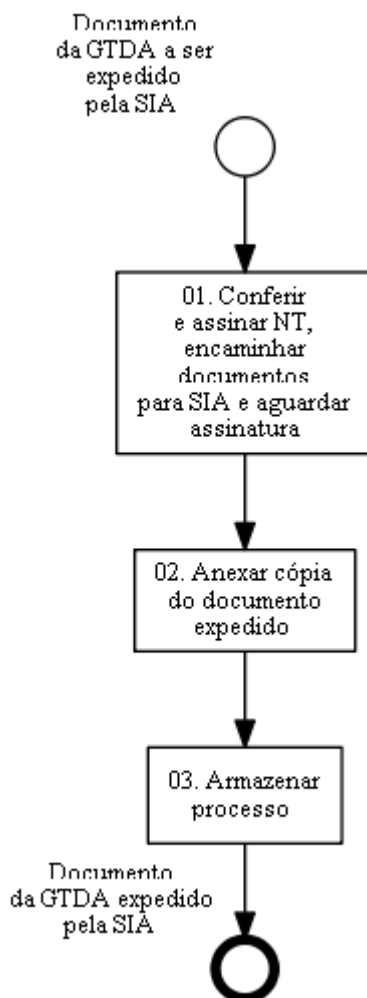 Documento
da GTDA a ser
expedido
pela SIA
01. Conferir
e assinar NT,
encaminhar
documentos
para SIA e aguardar
assinatura
02. Anexar cópia
do documento
expedido
03. Armazenar
processo
Documento
da GTDA expedido
pela SIA